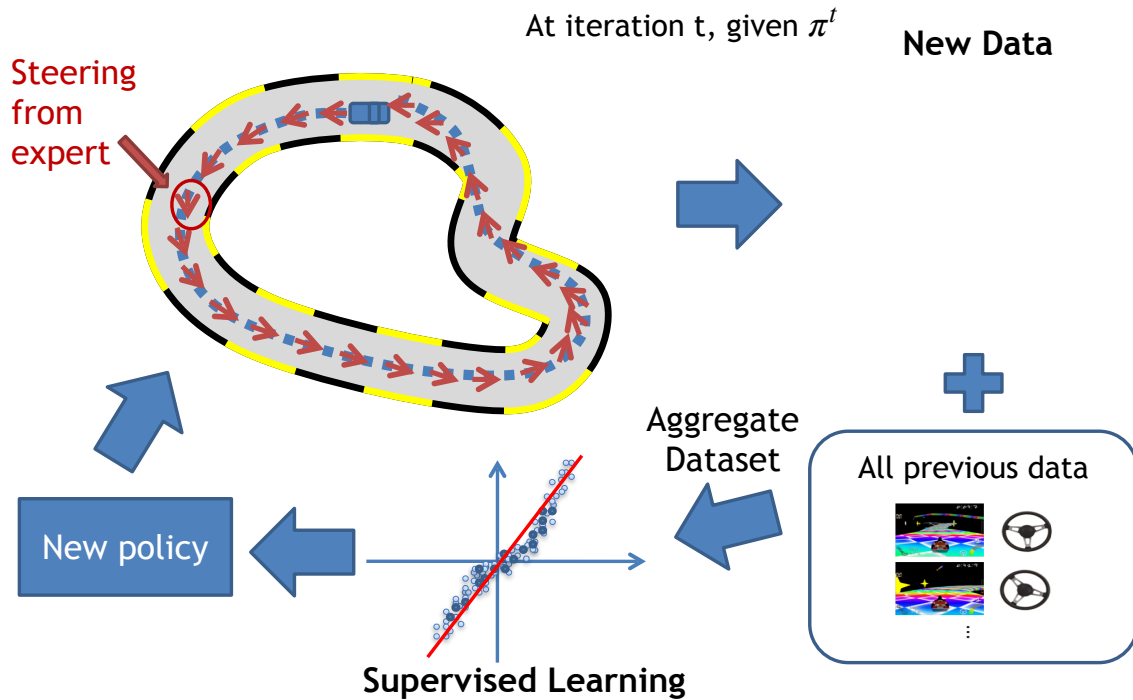 At iteration t, given π^t
New Data
Steering
from
expert
Aggregate
Dataset
All previous data
⋮
New policy
Supervised Learning